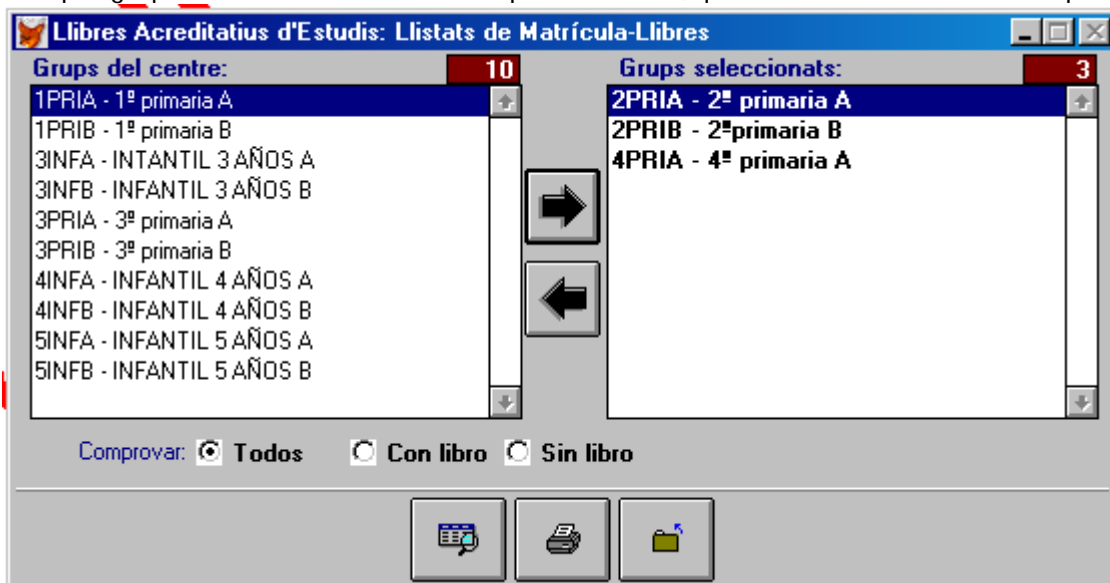 Llibres Acreditatius d'Estudis: Llistats de Matrícula-Llibres
Grups del centre: 10
1PRIA - 1º primaria A
1PRIB - 1º primaria B
3INFA - INTANTIL 3 AÑOS A
3INFB - INFANTIL 3 AÑOS B
3PRIA - 3º primaria A
3PRIB - 3º primaria B
4INFA - INFANTIL 4 AÑOS A
4INFB - INFANTIL 4 AÑOS B
5INFA - INFANTIL 5 AÑOS A
5INFB - INFANTIL 5 AÑOS B
Grups seleccionats: 3
2PRIA - 2º primaria A
2PRIB - 2ºprimaria B
4PRIA - 4º primaria A
Comprovar: Todos Con libro Sin libro